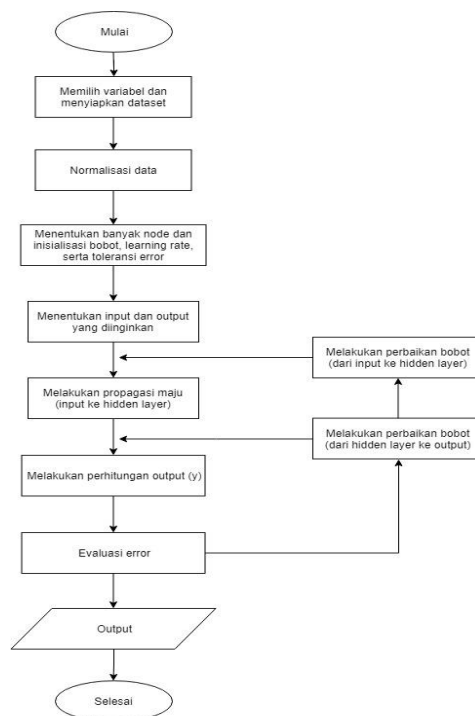 Mulai
Memilih variabel dan
menyiapkan dataset
Normalisasi data
Menentukan banyak node dan
inisialisasi bobot, learning rate,
serta toleransi error
Menentukan input dan output
yang diinginkan
Melakukan perbaikan bobot
(dari input ke hidden layer)
Melakukan propagasi maju
(input ke hidden layer)
Melakukan perbaikan bobot
(dari hidden layer ke output)
Melakukan perhitungan output (y)
Evaluasi error
Output
Selesai